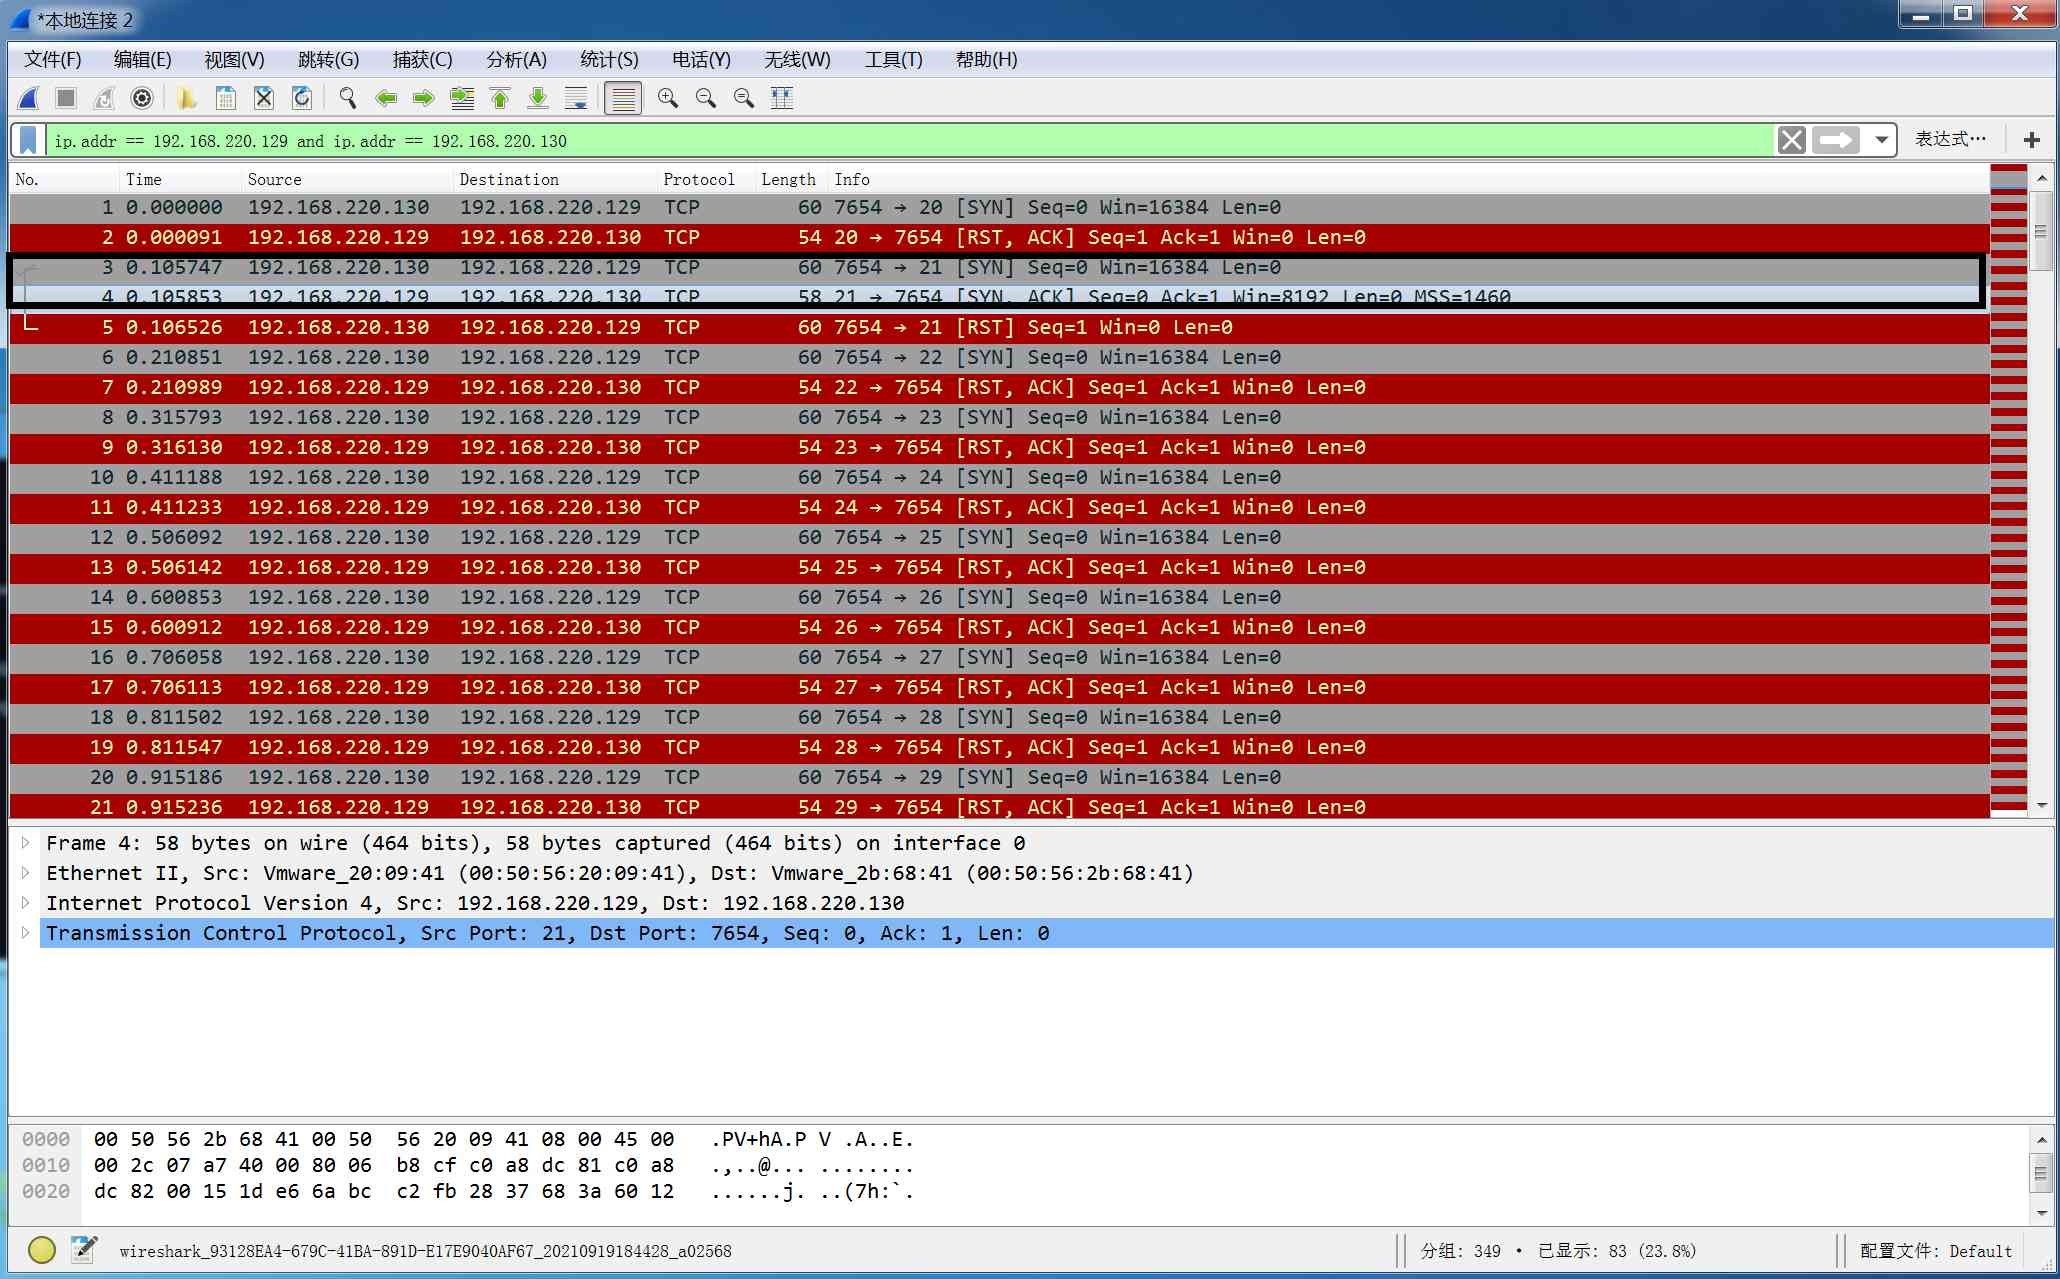 *本地连接 2
文件(F) 编辑(E) 视图(V) 跳转(G) 捕获(C) 分析(A) 统计(S) 电话(Y) 无线(W) 工具(T) 帮助(H)
ip.addr == 192.168.220.129 and ip.addr == 192.168.220.130 表达式…
No. Time Source Destination Protocol Length Info
1 0.000000 192.168.220.130 192.168.220.129 TCP 60 7654 → 20 [SYN] Seq=0 Win=16384 Len=0
2 0.000091 192.168.220.129 192.168.220.130 TCP 54 20 → 7654 [RST, ACK] Seq=1 Ack=1 Win=0 Len=0
3 0.105747 192.168.220.130 192.168.220.129 TCP 60 7654 → 21 [SYN] Seq=0 Win=16384 Len=0
4 0.105853 192.168.220.129 192.168.220.130 TCP 58 21 → 7654 [SYN, ACK] Seq=0 Ack=1 Win=8192 Len=0 MSS=1460
5 0.106526 192.168.220.130 192.168.220.129 TCP 60 7654 → 21 [RST] Seq=1 Win=0 Len=0
6 0.210851 192.168.220.130 192.168.220.129 TCP 60 7654 → 22 [SYN] Seq=0 Win=16384 Len=0
7 0.210989 192.168.220.129 192.168.220.130 TCP 54 22 → 7654 [RST, ACK] Seq=1 Ack=1 Win=0 Len=0
8 0.315793 192.168.220.130 192.168.220.129 TCP 60 7654 → 23 [SYN] Seq=0 Win=16384 Len=0
9 0.316130 192.168.220.129 192.168.220.130 TCP 54 23 → 7654 [RST, ACK] Seq=1 Ack=1 Win=0 Len=0
10 0.411188 192.168.220.130 192.168.220.129 TCP 60 7654 → 24 [SYN] Seq=0 Win=16384 Len=0
11 0.411233 192.168.220.129 192.168.220.130 TCP 54 24 → 7654 [RST, ACK] Seq=1 Ack=1 Win=0 Len=0
12 0.506092 192.168.220.130 192.168.220.129 TCP 60 7654 → 25 [SYN] Seq=0 Win=16384 Len=0
13 0.506142 192.168.220.129 192.168.220.130 TCP 54 25 → 7654 [RST, ACK] Seq=1 Ack=1 Win=0 Len=0
14 0.600853 192.168.220.130 192.168.220.129 TCP 60 7654 → 26 [SYN] Seq=0 Win=16384 Len=0
15 0.600912 192.168.220.129 192.168.220.130 TCP 54 26 → 7654 [RST, ACK] Seq=1 Ack=1 Win=0 Len=0
16 0.706058 192.168.220.130 192.168.220.129 TCP 60 7654 → 27 [SYN] Seq=0 Win=16384 Len=0
17 0.706113 192.168.220.129 192.168.220.130 TCP 54 27 → 7654 [RST, ACK] Seq=1 Ack=1 Win=0 Len=0
18 0.811502 192.168.220.130 192.168.220.129 TCP 60 7654 → 28 [SYN] Seq=0 Win=16384 Len=0
19 0.811547 192.168.220.129 192.168.220.130 TCP 54 28 → 7654 [RST, ACK] Seq=1 Ack=1 Win=0 Len=0
20 0.915186 192.168.220.130 192.168.220.129 TCP 60 7654 → 29 [SYN] Seq=0 Win=16384 Len=0
21 0.915236 192.168.220.129 192.168.220.130 TCP 54 29 → 7654 [RST, ACK] Seq=1 Ack=1 Win=0 Len=0
Frame 4: 58 bytes on wire (464 bits), 58 bytes captured (464 bits) on interface 0
Ethernet II, Src: Vmware_20:09:41 (00:50:56:20:09:41), Dst: Vmware_2b:68:41 (00:50:56:2b:68:41)
Internet Protocol Version 4, Src: 192.168.220.129, Dst: 192.168.220.130
Transmission Control Protocol, Src Port: 21, Dst Port: 7654, Seq: 0, Ack: 1, Len: 0
0000 00 50 56 2b 68 41 00 50 56 20 09 41 08 00 45 00 .PV+hA.P V .A..E.
0010 00 2c 07 a7 40 00 80 06 b8 cf c0 a8 dc 81 c0 a8 .,..@... ........
0020 dc 82 00 15 1d e6 6a bc c2 fb 28 37 68 3a 60 12 ......j. ..(7h:`.
wireshark_93128EA4-679C-41BA-891D-E17E9040AF67_20210919184428_a02568 分组: 349 · 已显示: 83 (23.8%) 配置文件: Default